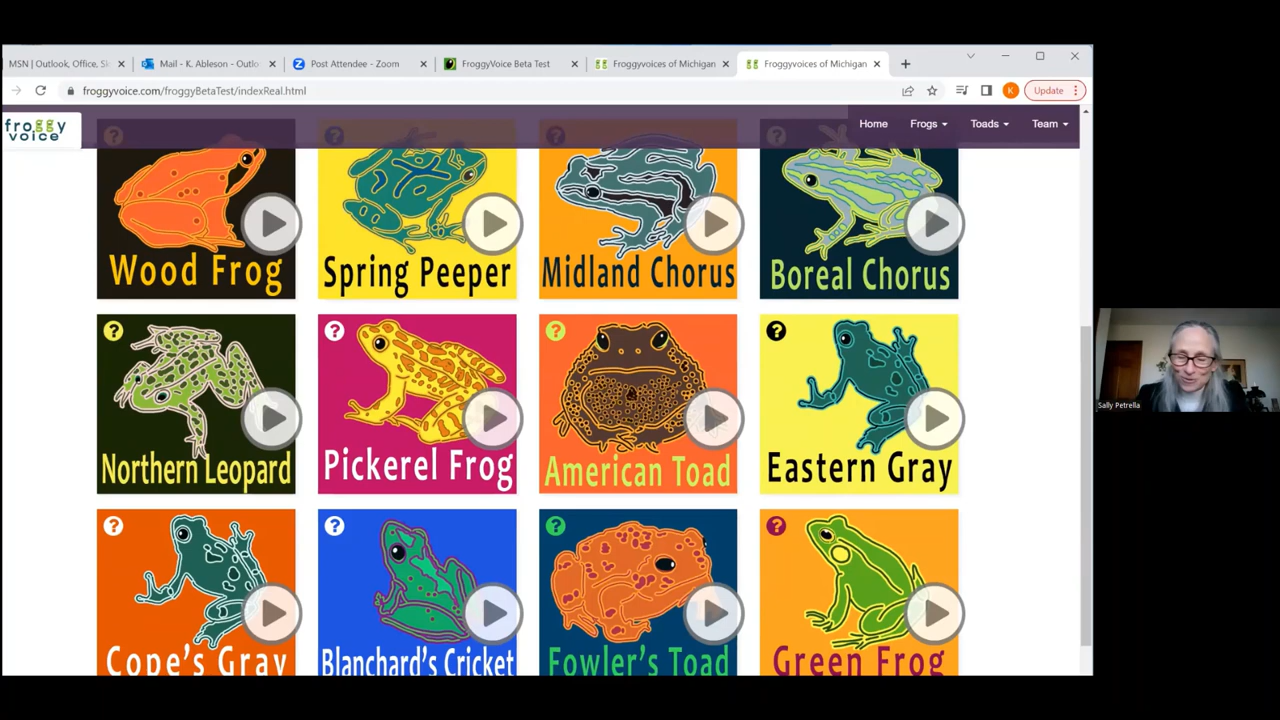 MSN | Outlook, Office, Sk
Mail - K. Ableson - Outlo
Post Attendee - Zoom
FroggyVoice Beta Test
Froggyvoices of Michigan
Froggyvoices of Michigan
froggyvoice.com/froggyBetaTest/indexReal.html
K
Update
froggy
voice
Home
Frogs
Toads
Team
?
?
?
?
Wood Frog
Spring Peeper
Midland Chorus
Boreal Chorus
?
?
?
?
Northern Leopard
Pickerel Frog
American Toad
Eastern Gray
Sally Petrella
?
?
?
?
Cope's Gray
Blanchard's Cricket
Fowler's Toad
Green Frog